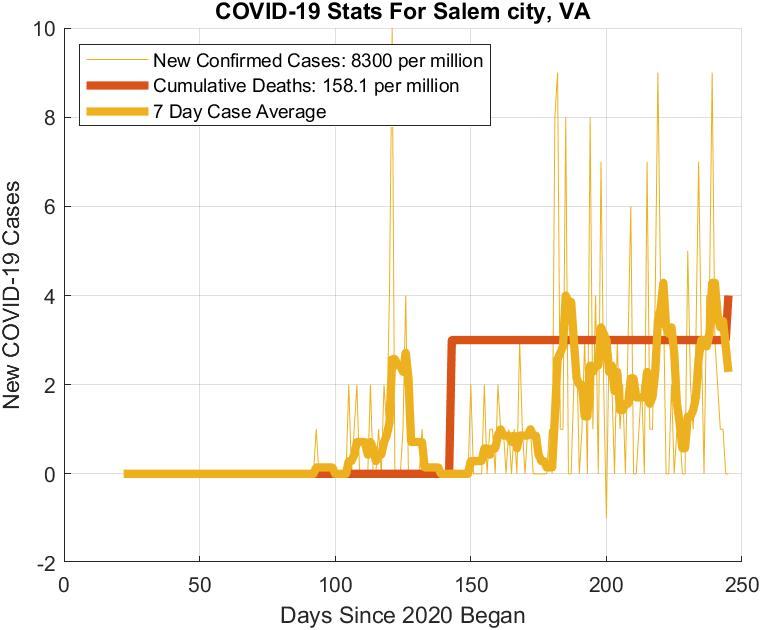 COVID-19 Stats For Salem city, VA
New Confirmed Cases: 8300 per million
Cumulative Deaths: 158.1 per million
7 Day Case Average
New COVID-19 Cases
10
8
6
4
2
0
-2
0 50 100 150 200 250
Days Since 2020 Began